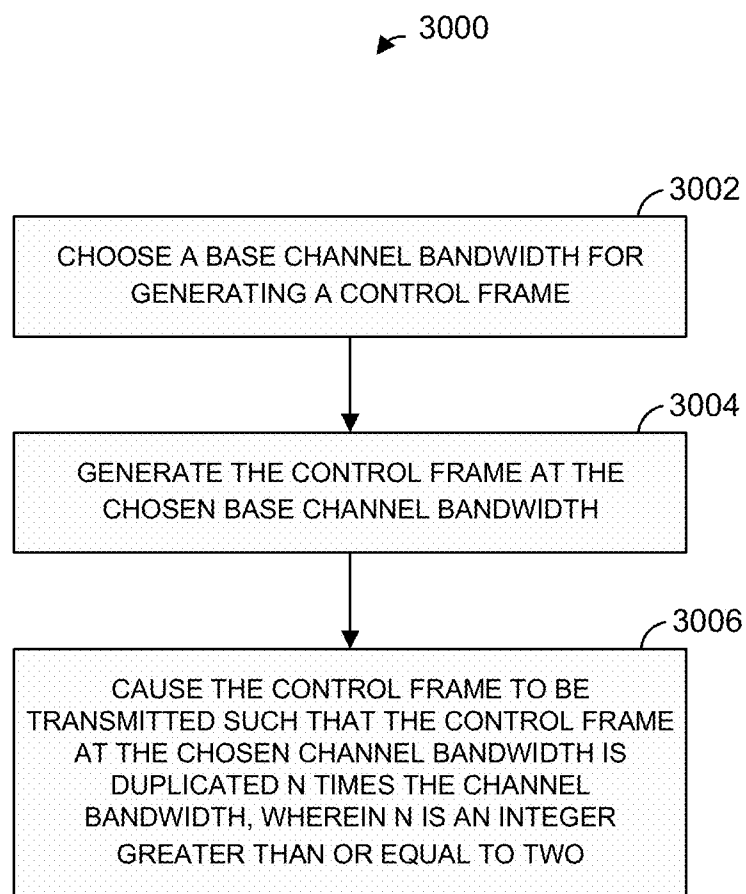 3000
3002
CHOOSE A BASE CHANNEL BANDWIDTH FOR
GENERATING A CONTROL FRAME
3004
GENERATE THE CONTROL FRAME AT THE
CHOSEN BASE CHANNEL BANDWIDTH
3006
CAUSE THE CONTROL FRAME TO BE
TRANSMITTED SUCH THAT THE CONTROL FRAME
AT THE CHOSEN CHANNEL BANDWIDTH IS
DUPLICATED N TIMES THE CHANNEL
BANDWIDTH, WHEREIN N IS AN INTEGER
GREATER THAN OR EQUAL TO TWO